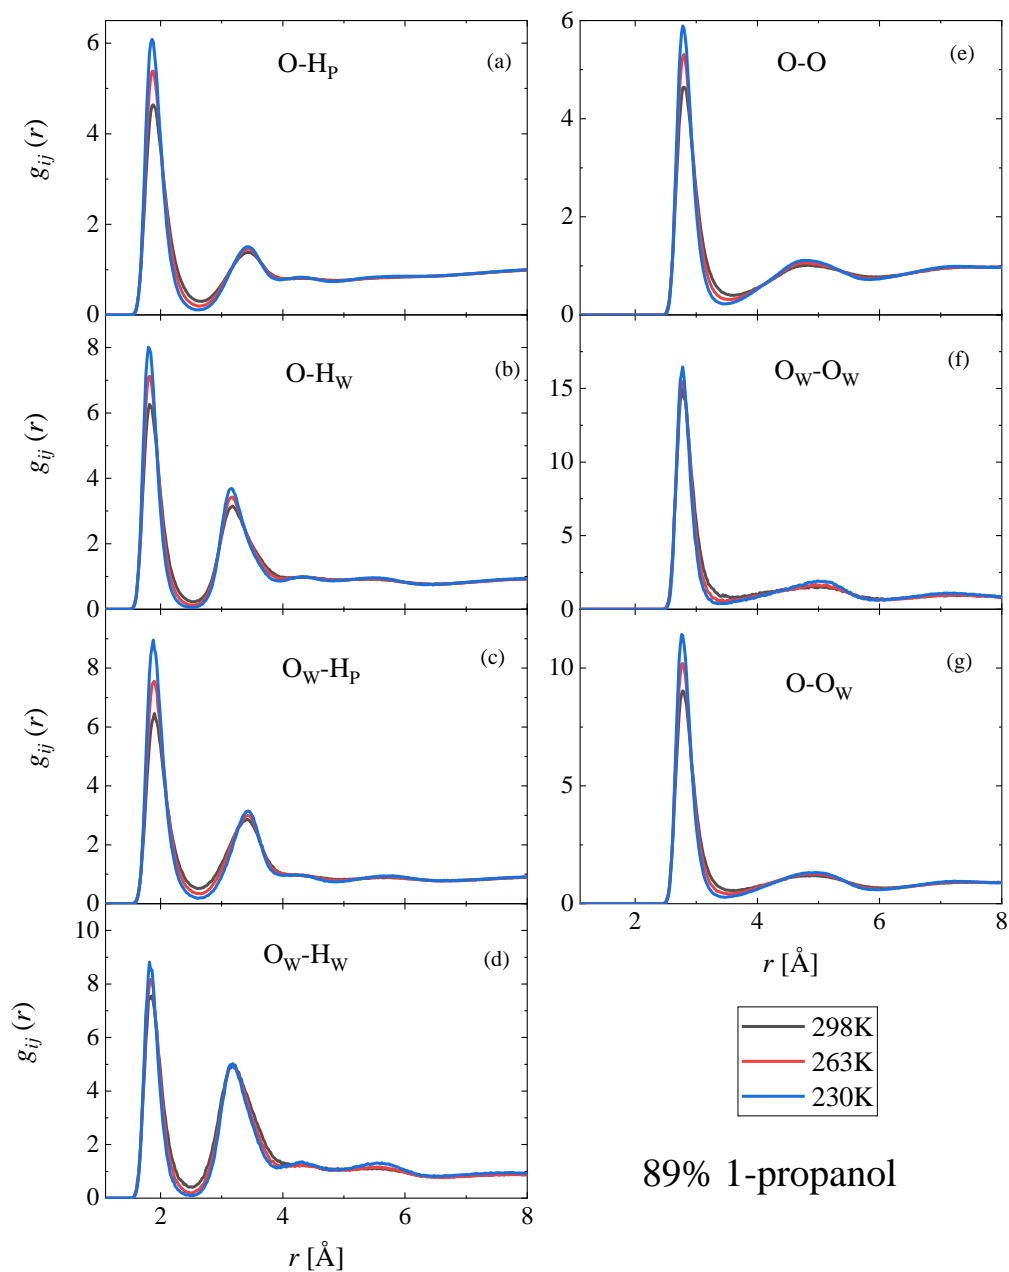 O-H_P
(a)
g_ij (r)
6
4
2
0
O-H_W
(b)
g_ij (r)
8
6
4
2
0
O_W-H_P
(c)
g_ij (r)
8
6
4
2
0
O_W-H_W
(d)
g_ij (r)
10
8
6
4
2
0
2
4
6
8
r [Å]
O-O
(e)
6
4
2
0
O_W-O_W
(f)
15
10
5
0
O-O_W
(g)
10
5
0
2
4
6
8
r [Å]
298K
263K
230K
89% 1-propanol